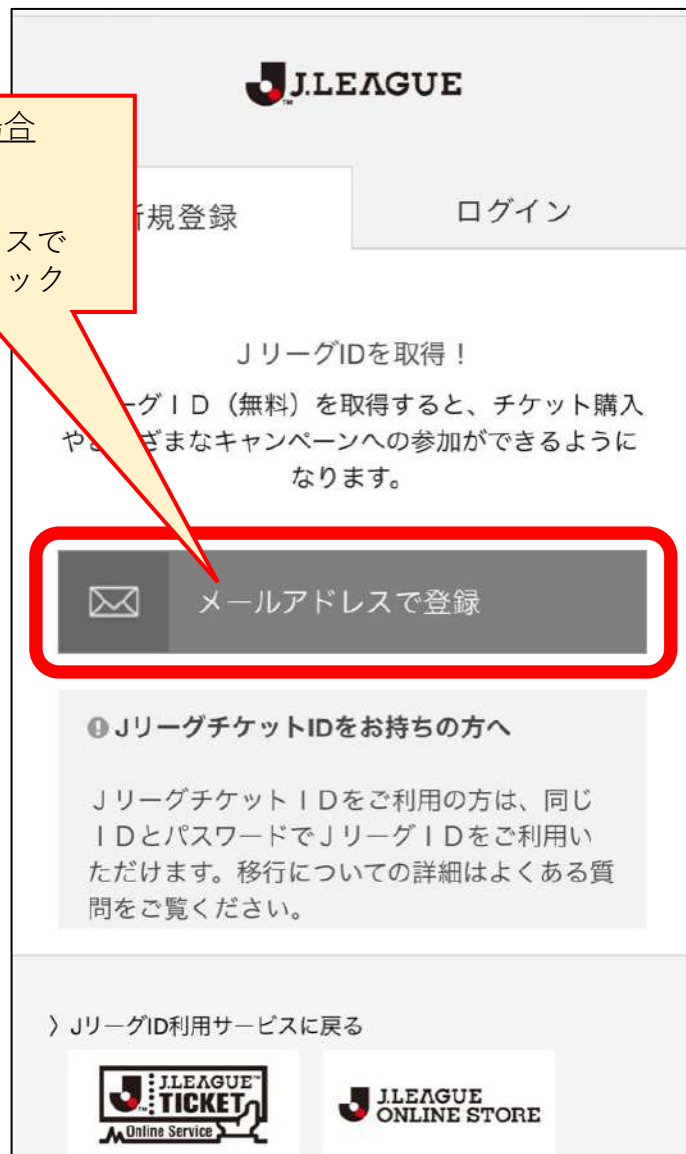 J.LEAGUE
合
規登録
ログイン
スで
ック
JリーグIDを取得！
ーグＩＤ（無料）を取得すると、チケット購入
ざまなキャンペーンへの参加ができるように
なります。
メールアドレスで登録
JリーグチケットIDをお持ちの方へ
ＪリーグチケットＩＤをご利用の方は、同じ
ＩＤとパスワードでＪリーグＩＤをご利用い
ただけます。移行についての詳細はよくある質
問をご覧ください。
〉JリーグID利用サービスに戻る
J.LEAGUE™
TICKET
Online Service
J.LEAGUE
ONLINE STORE